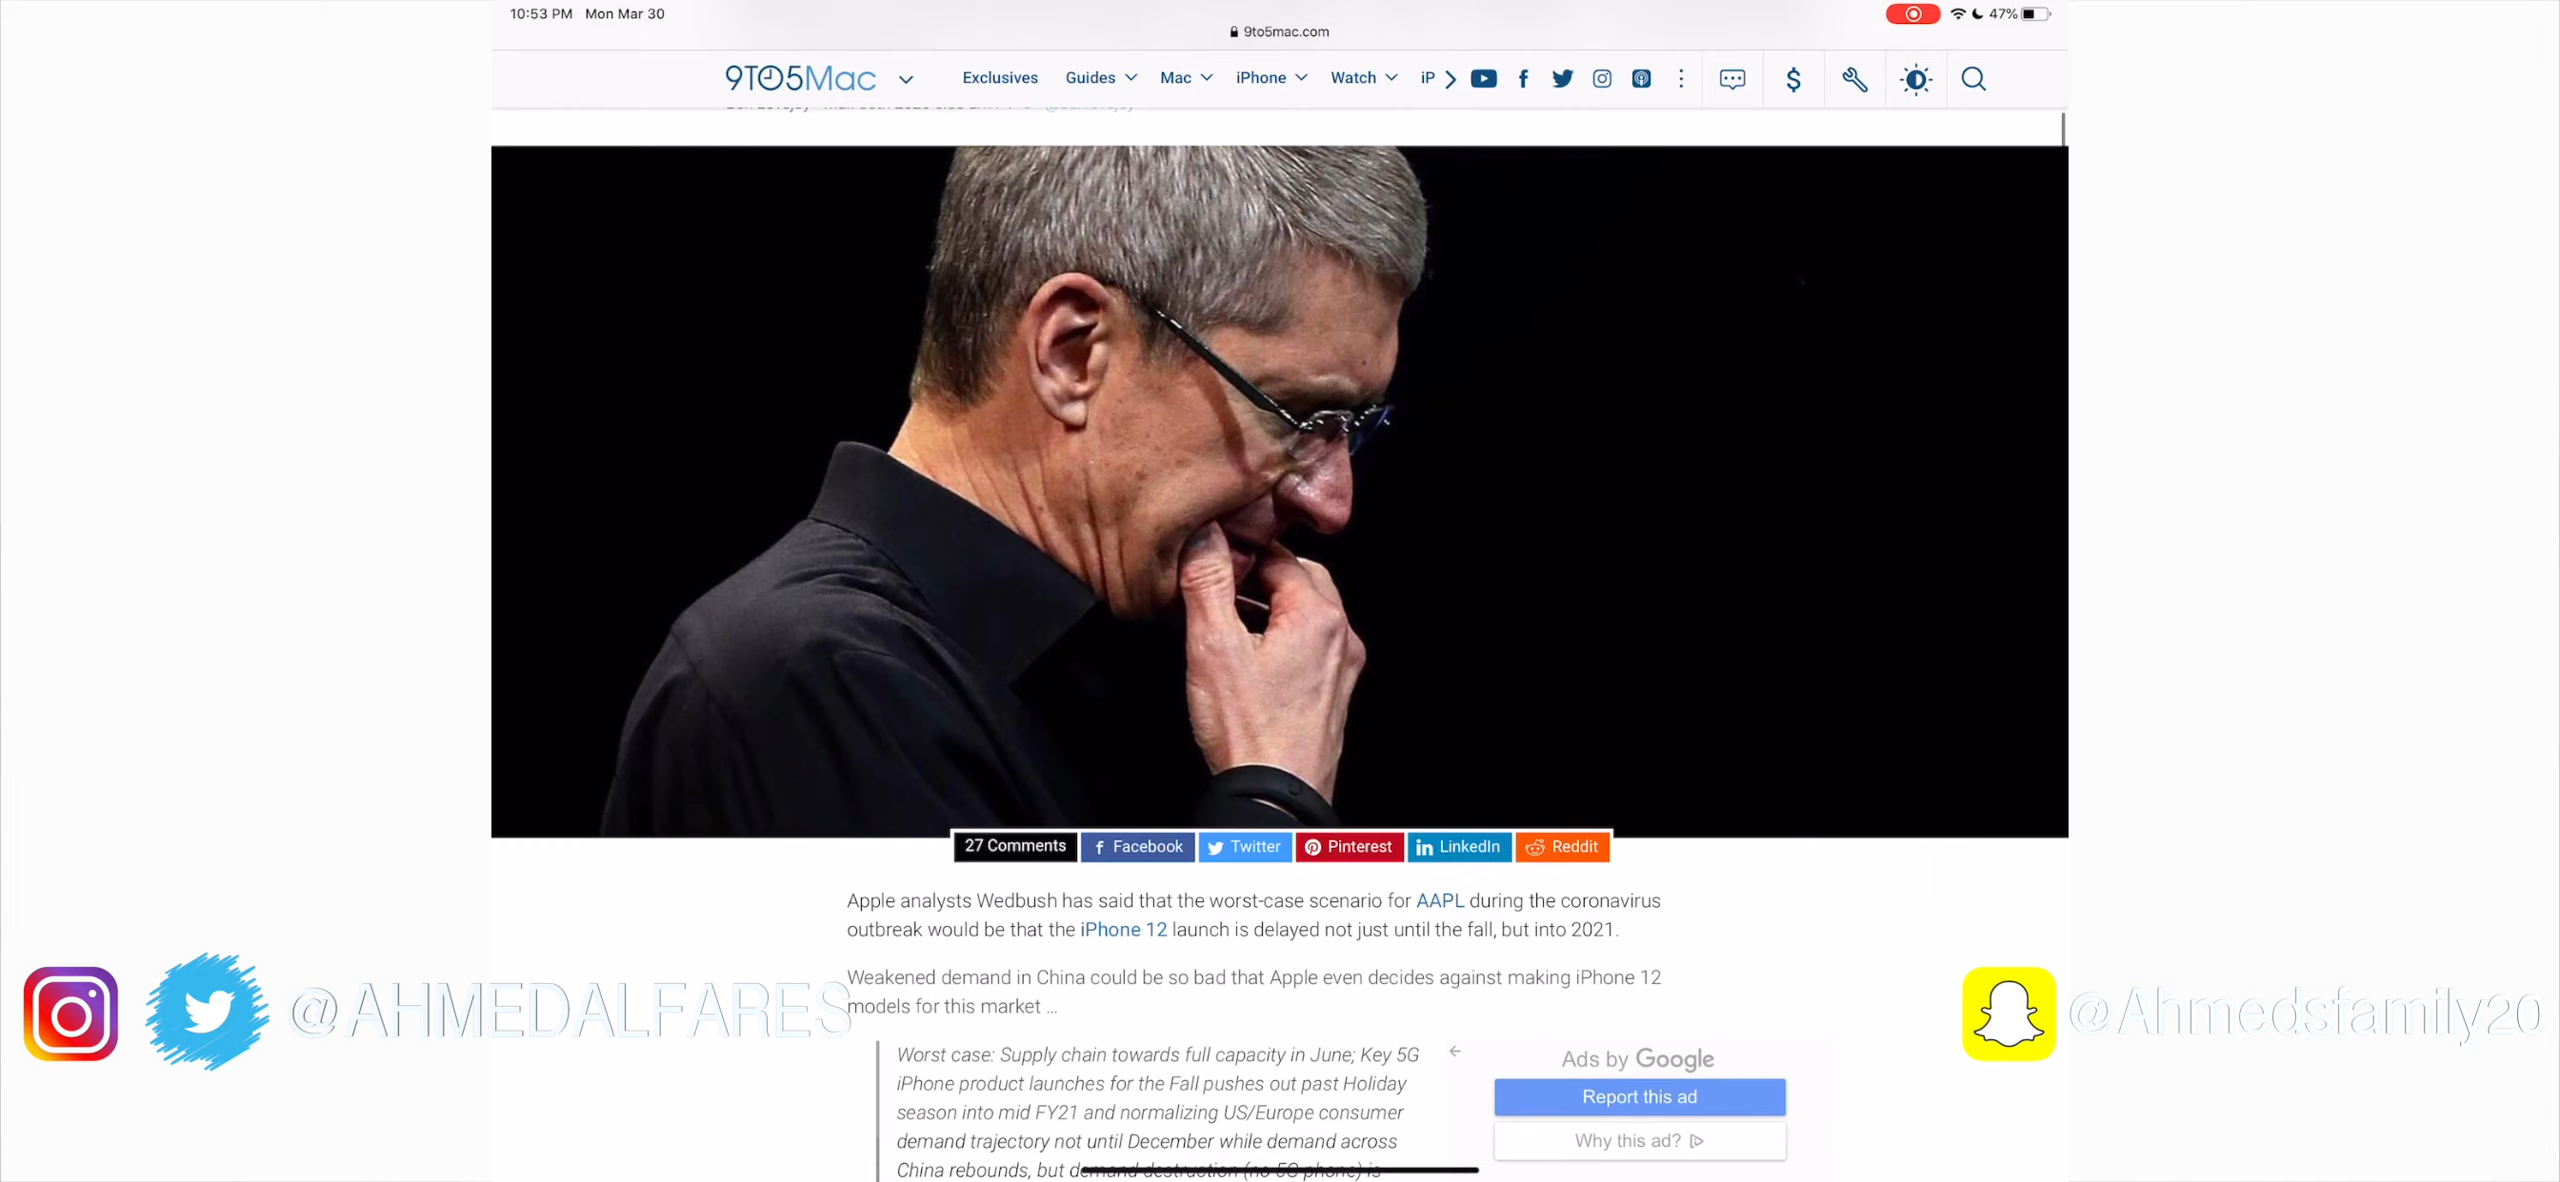 10:53 PM Mon Mar 30
47%
9to5mac.com
9TO5Mac
Exclusives Guides Mac iPhone Watch iP
27 Comments Facebook Twitter Pinterest LinkedIn Reddit
Apple analysts Wedbush has said that the worst-case scenario for AAPL during the coronavirus
outbreak would be that the iPhone 12 launch is delayed not just until the fall, but into 2021.
Weakened demand in China could be so bad that Apple even decides against making iPhone 12
models for this market ...
@AHMEDALFARES
@Ahmedsfamily20
Worst case: Supply chain towards full capacity in June; Key 5G
iPhone product launches for the Fall pushes out past Holiday
season into mid FY21 and normalizing US/Europe consumer
demand trajectory not until December while demand across
China rebounds, but demand destruction (no 5G phone) is
Ads by Google
Report this ad
Why this ad?